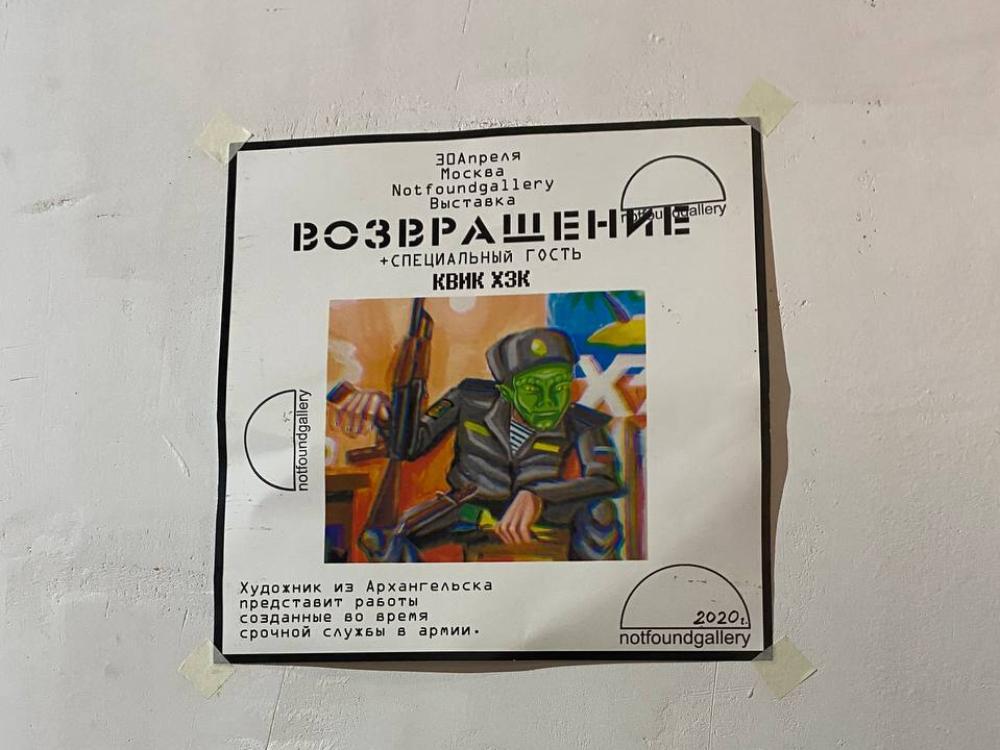 30Апреля
Москва
Notfoundgallery
Выставка
notfoundgallery
ВОЗВРАЩЕНИЕ
+СПЕЦИАЛЬНЫЙ ГОСТЬ
КВИК ХЗК
notfoundgallery
Художник из Архангельска
представит работы
созданные во время
срочной службы в армии.
2020г.
notfoundgallery